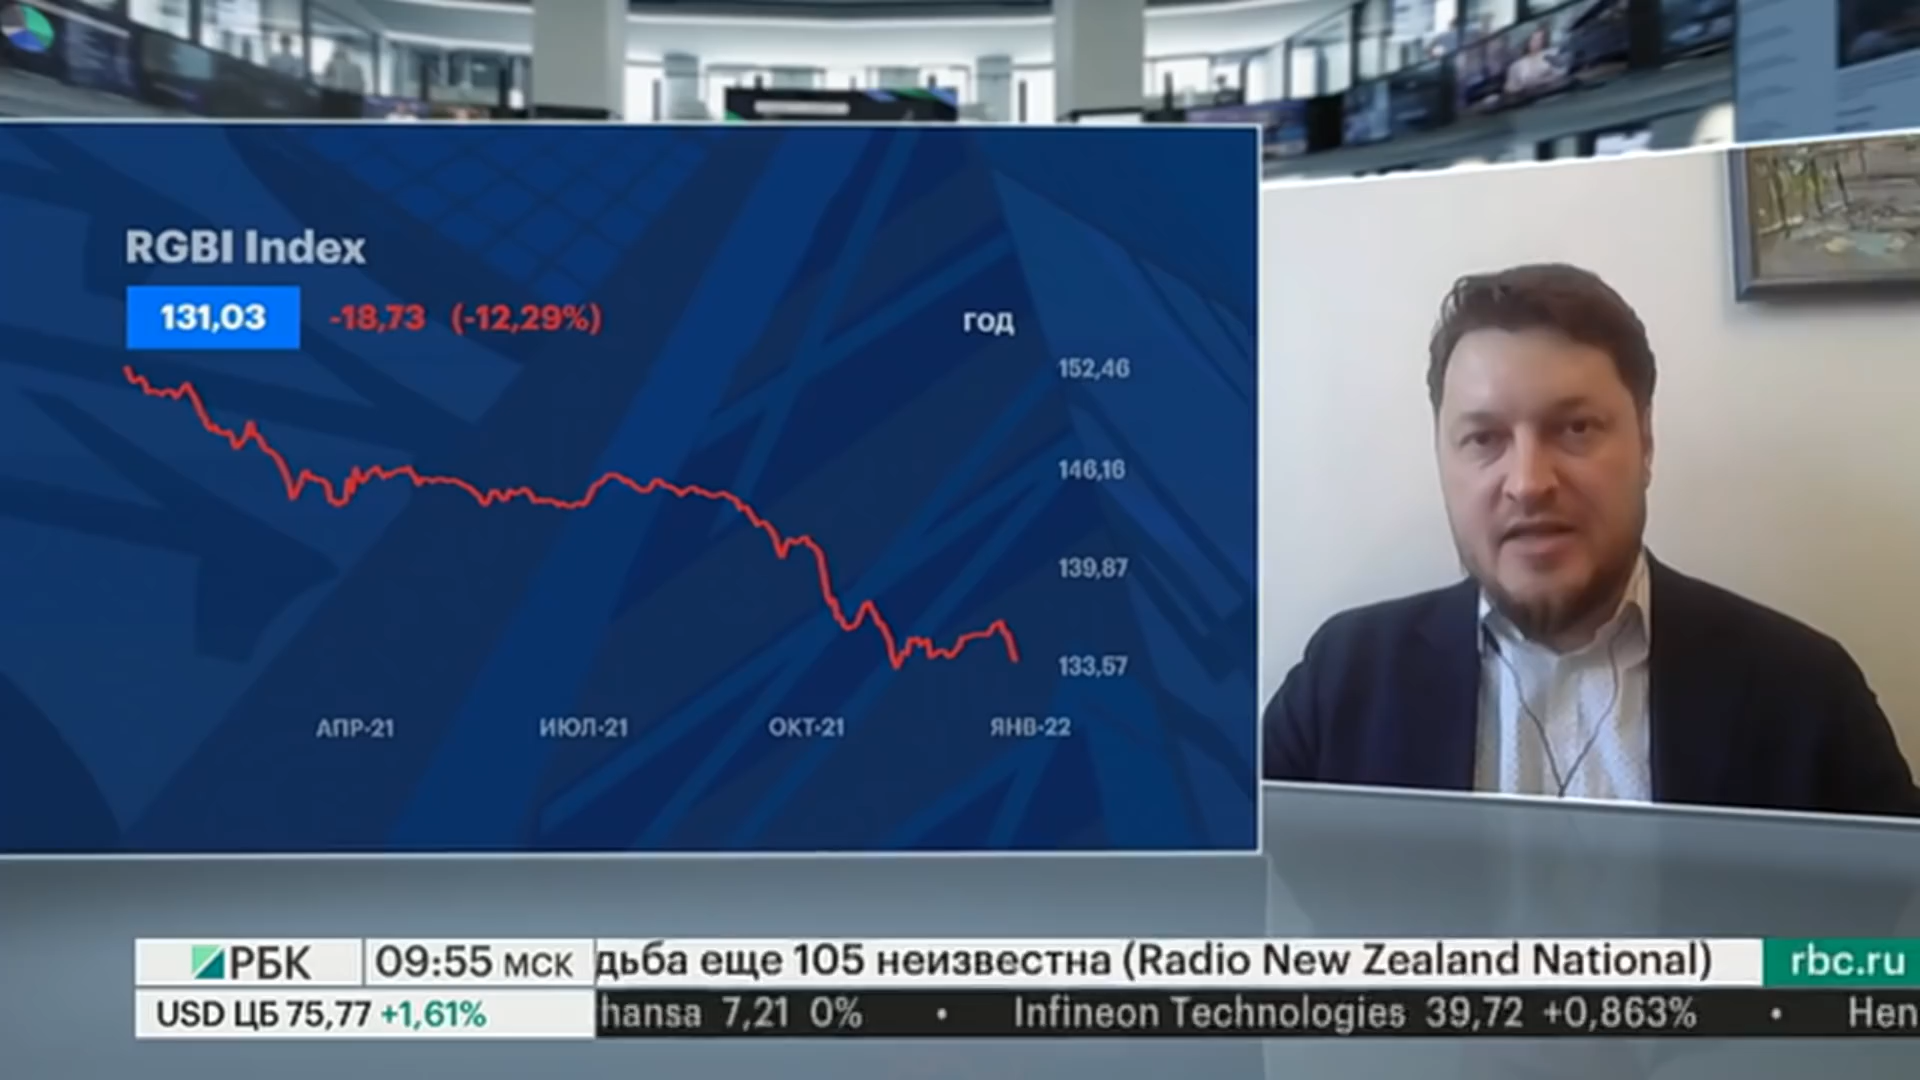 RGBI Index
131,03 -18,73 (-12,29%)
год
152,46
146,16
139,87
133,57
АПР-21 ИЮЛ-21 ОКТ-21 ЯНВ-22
РБК 09:55 МСК дьба еще 105 неизвестна (Radio New Zealand National) rbc.ru
USD ЦБ 75,77 +1,61% hansa 7,21 0% • Infineon Technologies 39,72 +0,863% • Hen